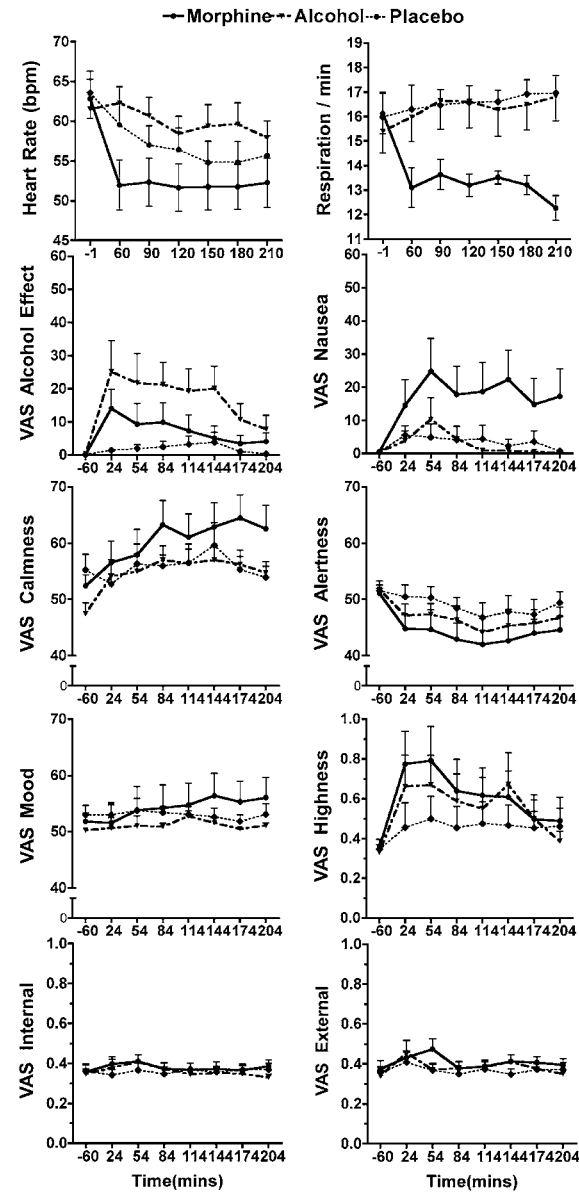 Morphine Alcohol Placebo
Heart Rate (bpm)
70
65
60
55
50
45
-1 60 90 120 150 180 210
Respiration / min
19
18
17
16
15
14
13
12
11
-1 60 90 120 150 180 210
VAS Alcohol Effect
60
50
40
30
20
10
0
-60 24 54 84 114 144 174 204
VAS Nausea
60
50
40
30
20
10
0
-60 24 54 84 114 144 174 204
VAS Calmness
70
60
50
40
0
-60 24 54 84 114 144 174 204
VAS Alertness
70
60
50
40
0
-60 24 54 84 114 144 174 204
VAS Mood
70
60
50
40
0
-60 24 54 84 114 144 174 204
VAS Highness
1.0
0.8
0.6
0.4
0.2
0.0
-60 24 54 84 114 144 174 204
VAS Internal
1.0
0.8
0.6
0.4
0.2
0.0
-60 24 54 84 114 144 174 204
Time(mins)
VAS External
1.0
0.8
0.6
0.4
0.2
0.0
-60 24 54 84 114 144 174 204
Time(mins)